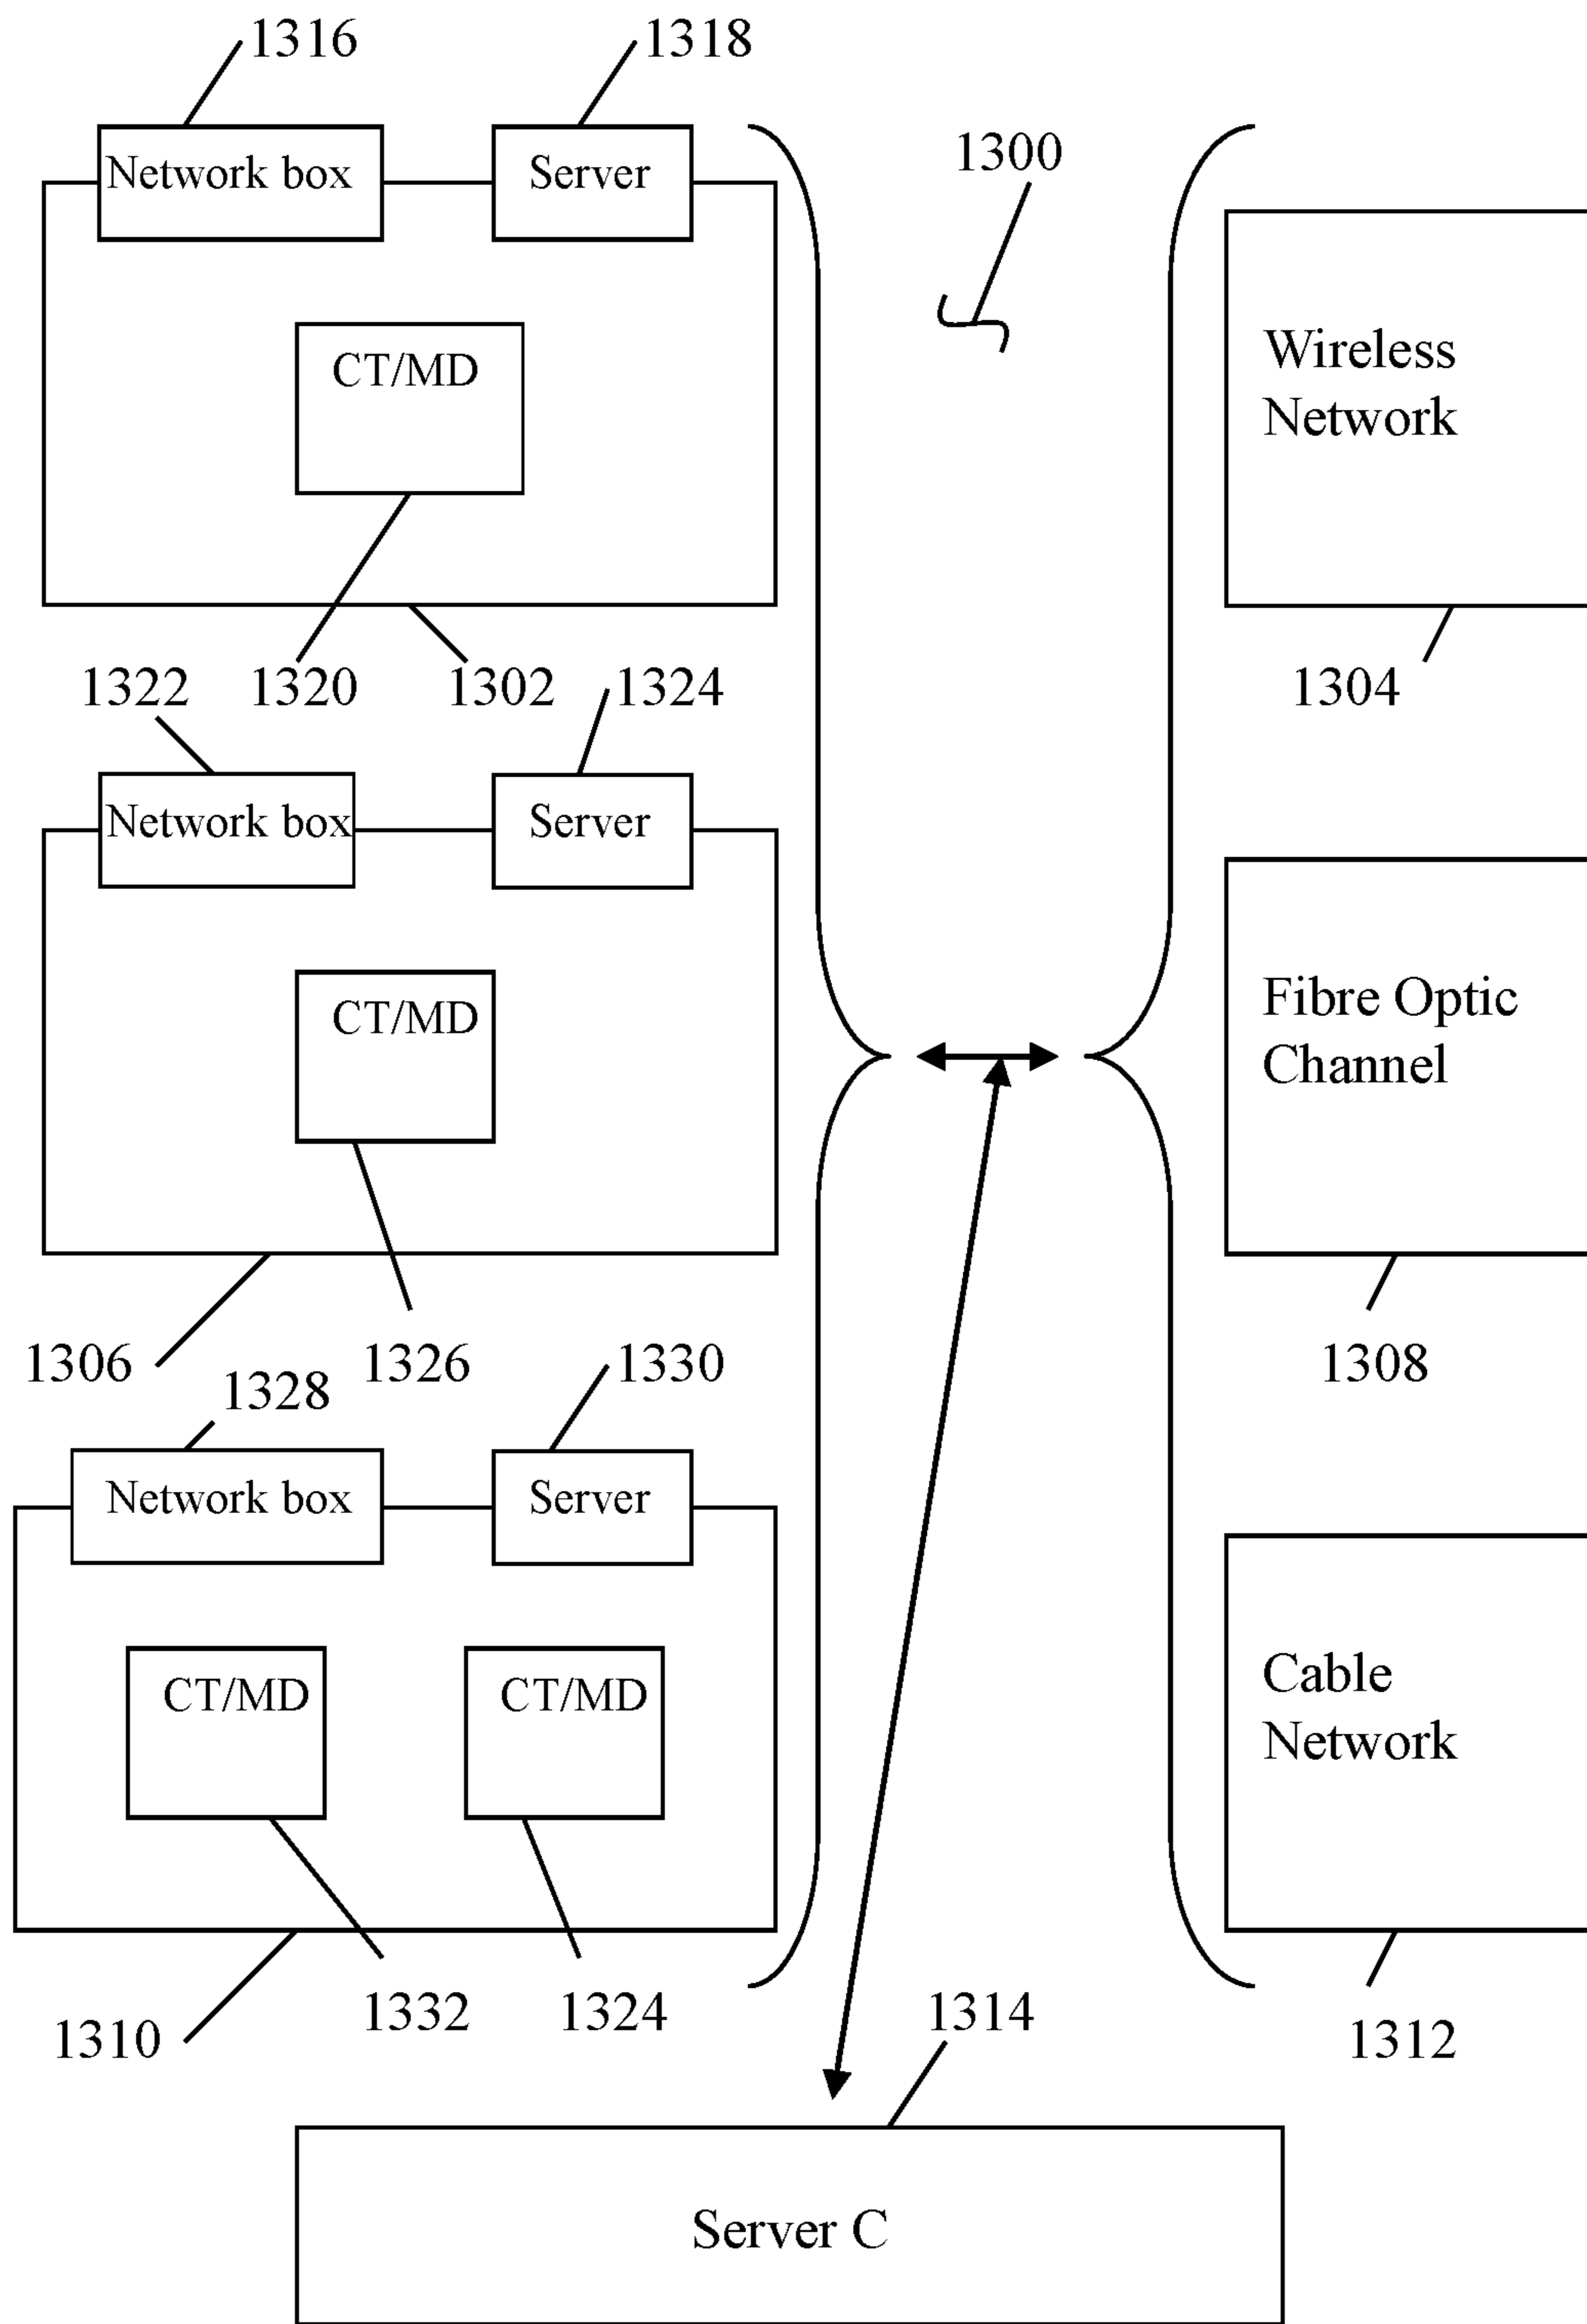 1316
1318
Network box
Server
1300
CT/MD
Wireless
Network
1322
1320
1302
1324
1304
Network box
Server
CT/MD
Fibre Optic
Channel
1306
1326
1328
1330
1308
Network box
Server
CT/MD
CT/MD
Cable
Network
1310
1332
1324
1314
1312
Server C